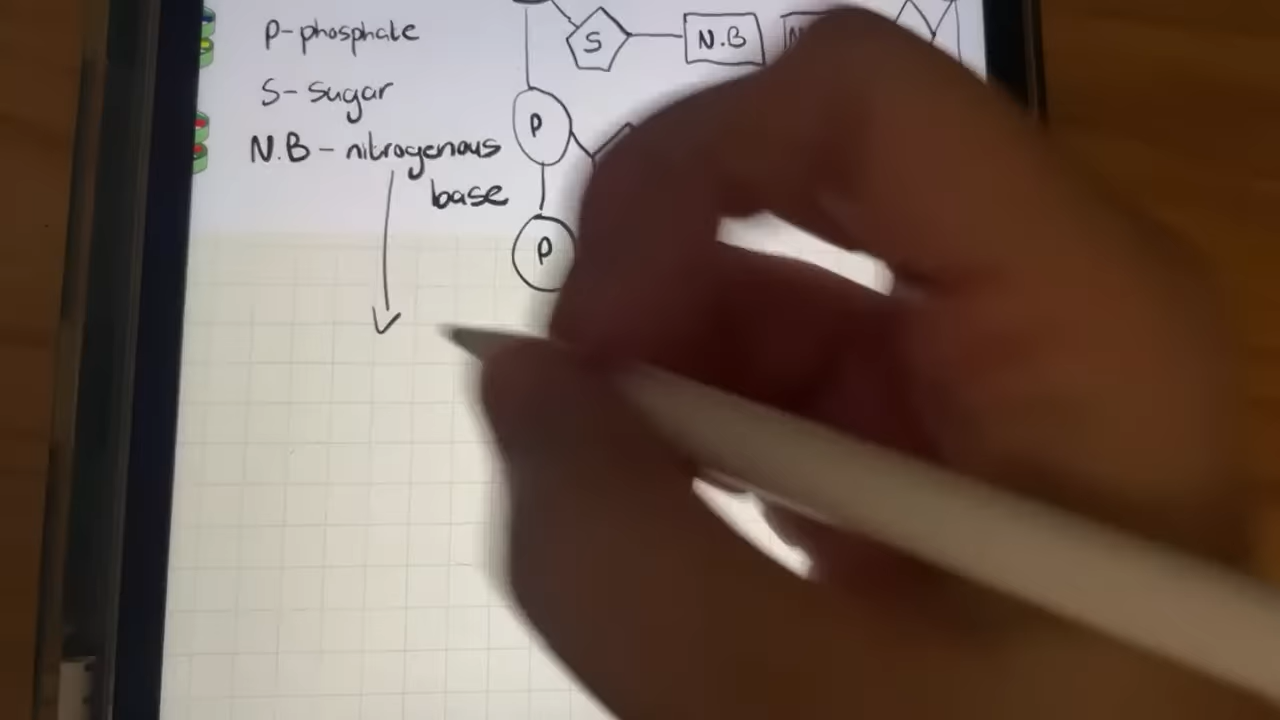 P-phosphate
S-sugar
N.B - nitrogenous
base
S
N.B
N
P
P